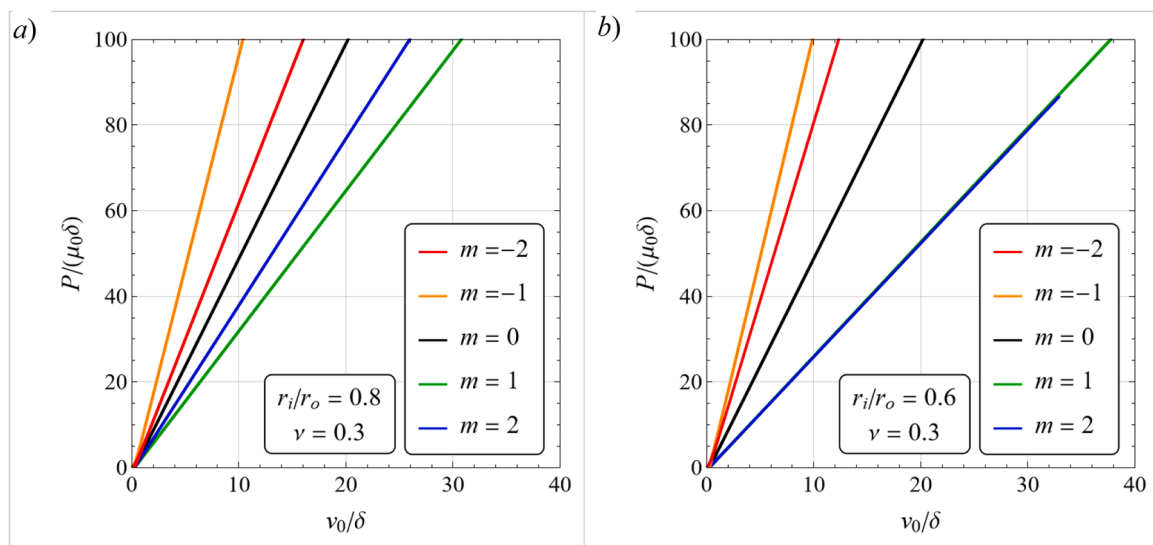 a)
100
80
60
40
20
0
P/(μ₀δ)
m =−2
m =−1
m = 0
m = 1
m = 2
rᵢ/rₒ = 0.8
ν = 0.3
0 10 20 30 40
v₀/δ
b)
100
80
60
40
20
0
P/(μ₀δ)
m =−2
m =−1
m = 0
m = 1
m = 2
rᵢ/rₒ = 0.6
ν = 0.3
0 10 20 30 40
v₀/δ